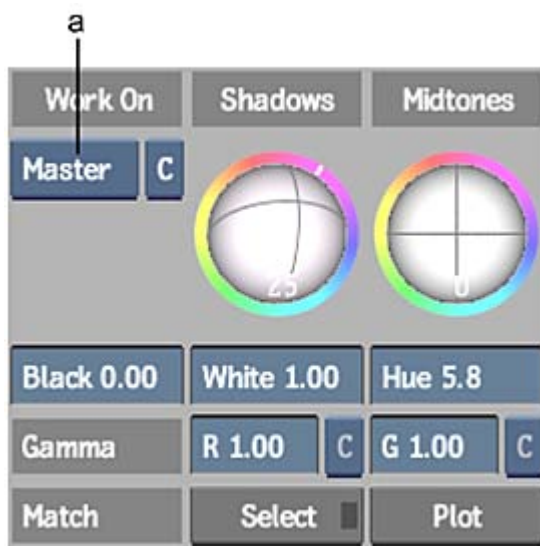 a
Work On Shadows Midtones
Master C
25 0
Black 0.00 White 1.00 Hue 5.8
Gamma R 1.00 C G 1.00 C
Match Select Plot